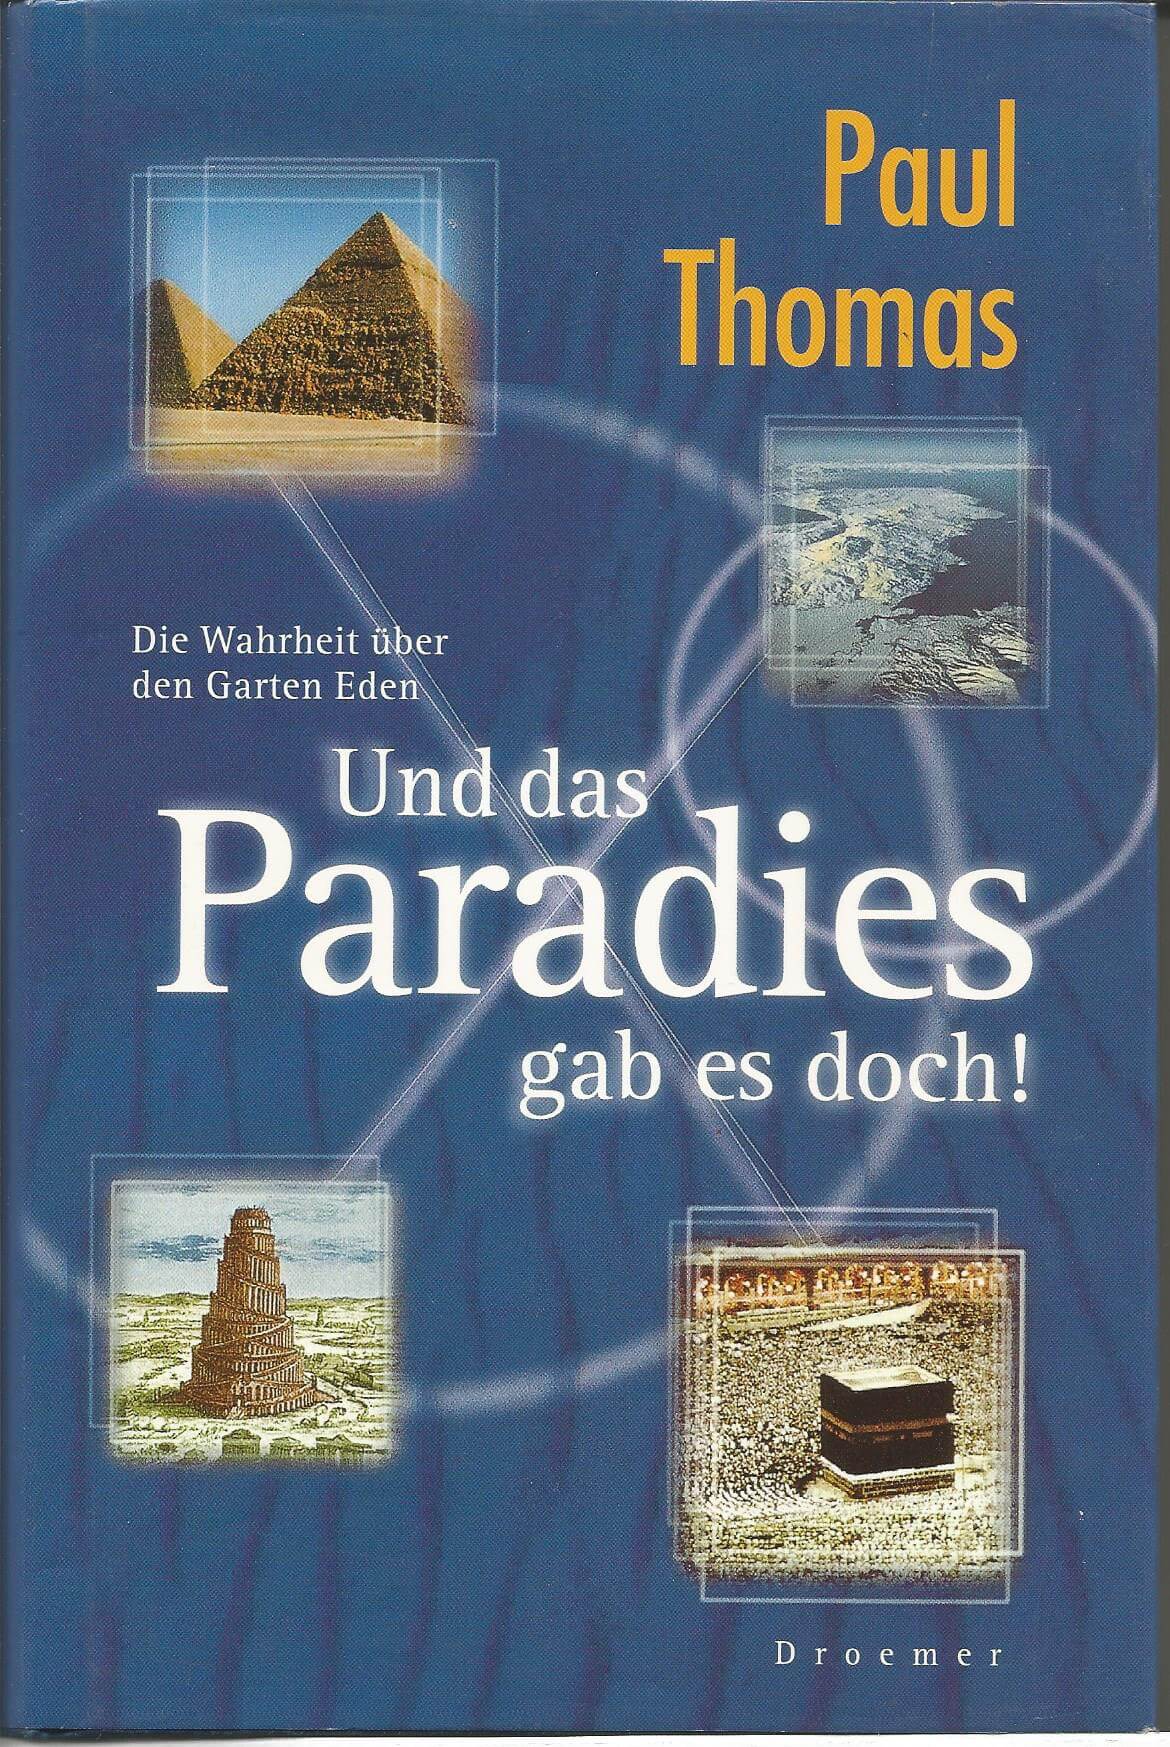 Paul
Thomas
Die Wahrheit über
den Garten Eden
Und das
Paradies
gab es doch!
Droemer